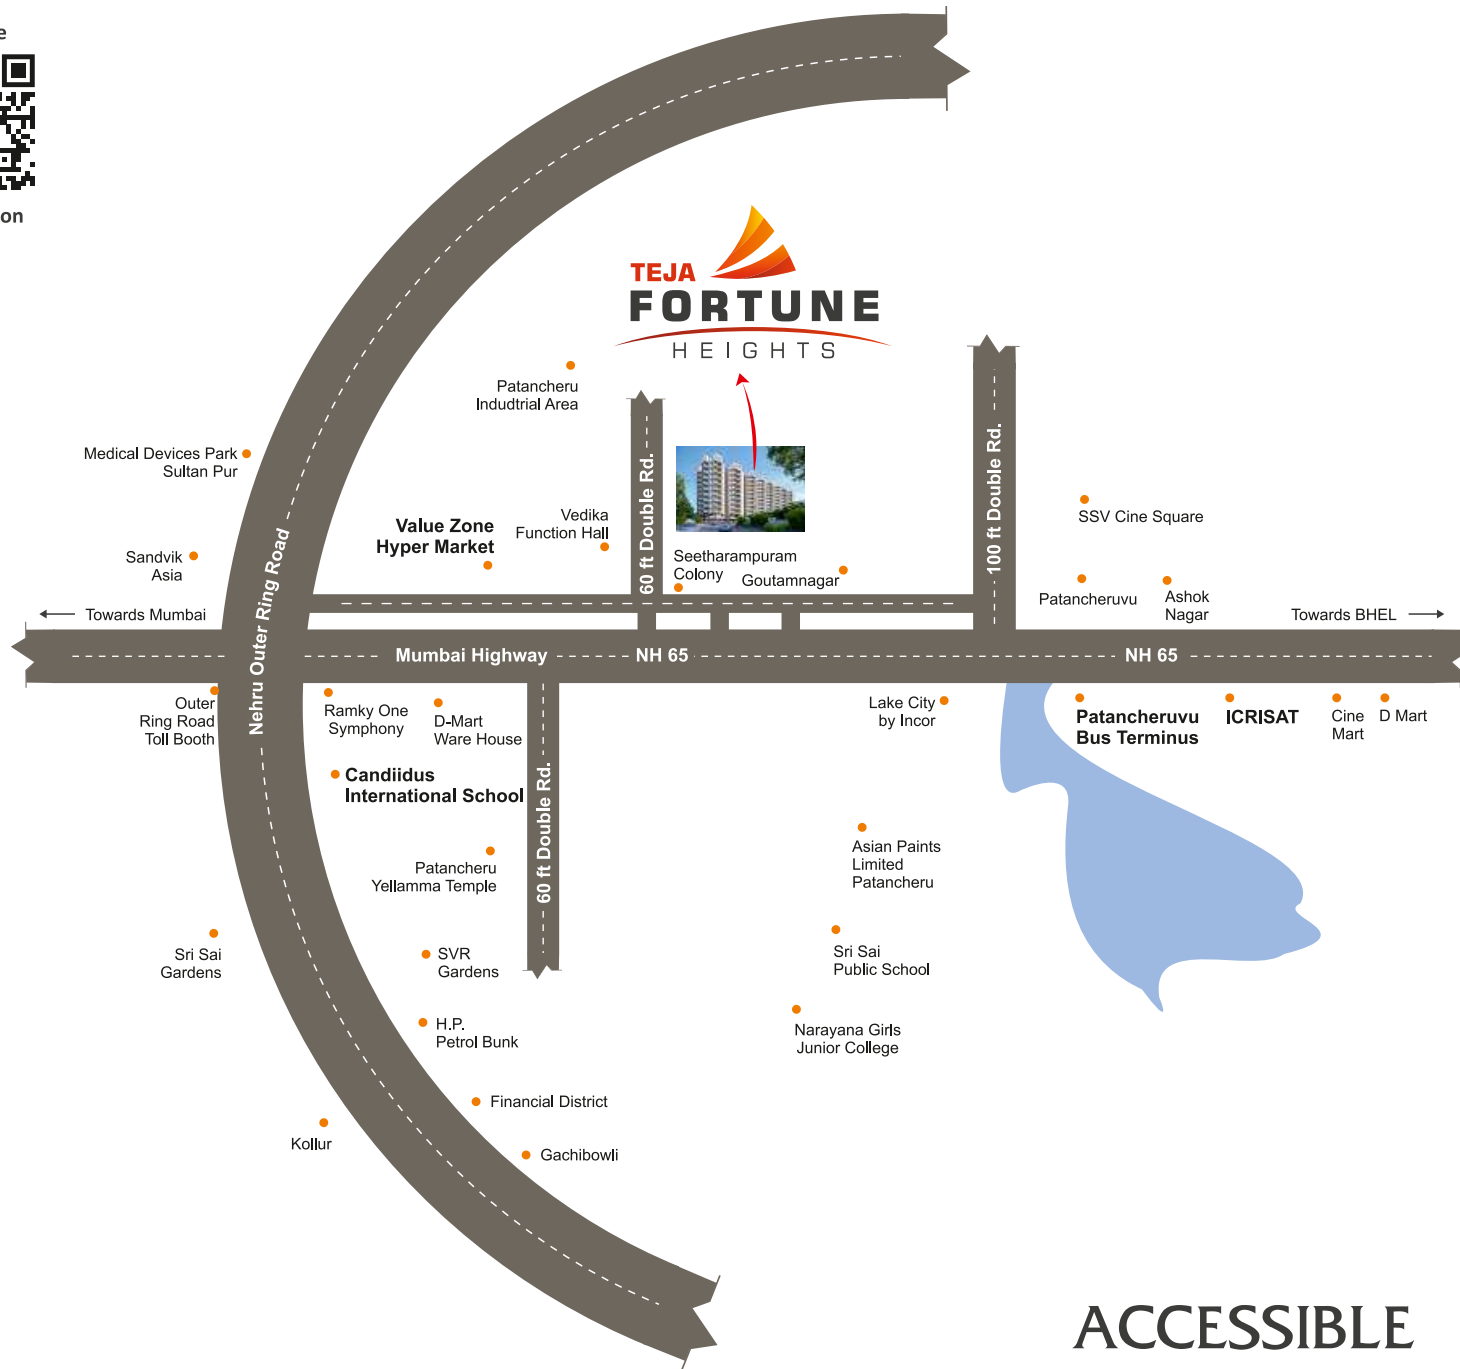 on
TEJA
FORTUNE
HEIGHTS
Patancheru
Indudtrial Area
Medical Devices Park
Sultan Pur
Sandvik
Asia
Towards Mumbai
Nehru Outer Ring Road
Value Zone
Hyper Market
Vedika
Function Hall
60 ft Double Rd.
Seetharampuram
Colony
Goutamnagar
100 ft Double Rd.
SSV Cine Square
Patancheruvu
Ashok
Nagar
Towards BHEL
Mumbai Highway
NH 65
NH 65
Outer
Ring Road
Toll Booth
Ramky One
Symphony
D-Mart
Ware House
Candiidus
International School
60 ft Double Rd.
Lake City
by Incor
Patancheruvu
Bus Terminus
ICRISAT
Cine
Mart
D Mart
Patancheru
Yellamma Temple
Asian Paints
Limited
Patancheru
Sri Sai
Gardens
SVR
Gardens
Sri Sai
Public School
H.P.
Petrol Bunk
Narayana Girls
Junior College
Financial District
Kollur
Gachibowli
ACCESSIBLE